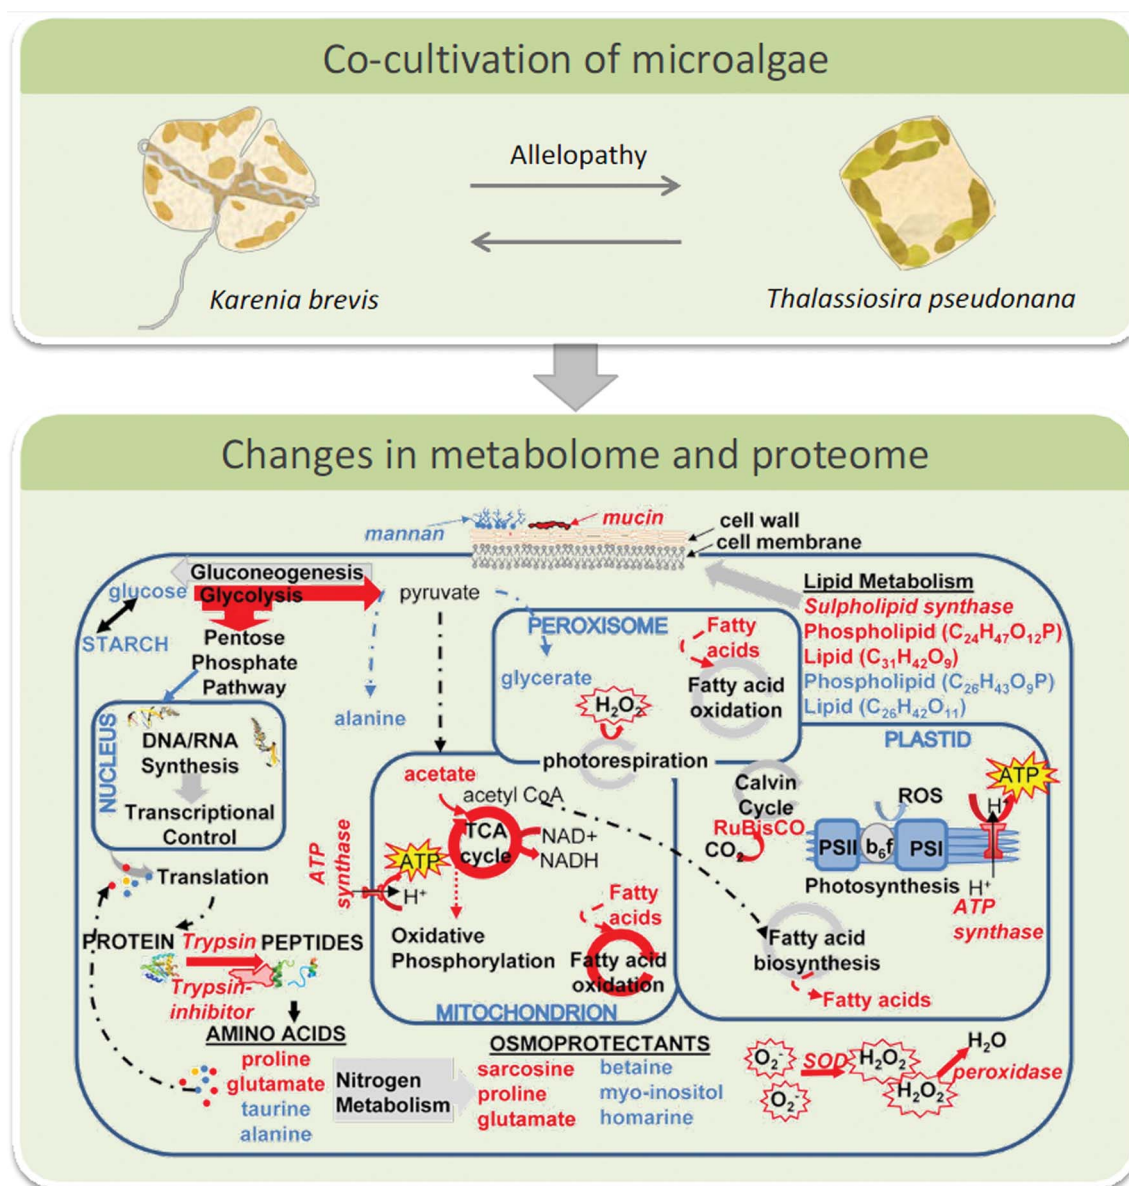 Co-cultivation of microalgae
Allelopathy
Karenia brevis
Thalassiosira pseudonana
Changes in metabolome and proteome
mannan
mucin
cell wall
cell membrane
Gluconeogenesis
glucose
Glycolysis
pyruvate
STARCH
Pentose
Phosphate
Pathway
alanine
PEROXISOME
glycerate
Fatty
acids
Fatty acid
oxidation
H2O2
photorespiration
Lipid Metabolism
Sulpholipid synthase
Phospholipid (C24H47O12P)
Lipid (C31H42O9)
Phospholipid (C26H43O9P)
Lipid (C26H42O11)
NUCLEUS
DNA/RNA
Synthesis
Transcriptional
Control
Translation
PROTEIN
Trypsin
PEPTIDES
Trypsin-
inhibitor
AMINO ACIDS
proline
glutamate
taurine
alanine
Nitrogen
Metabolism
OSMOPROTECTANTS
sarcosine
proline
glutamate
betaine
myo-inositol
homarine
acetate
acetyl CoA
TCA
cycle
NAD+
NADH
ATP
ATP
synthase
H+
Oxidative
Phosphorylation
Fatty
acids
Fatty acid
oxidation
MITOCHONDRION
PLASTID
Calvin
Cycle
RuBisCO
CO2
ROS
ATP
H+
PSII
b6f
PSI
Photosynthesis
H+
ATP
synthase
Fatty acid
biosynthesis
Fatty acids
O2-
O2-
SOD
H2O2
H2O2
H2O
peroxidase